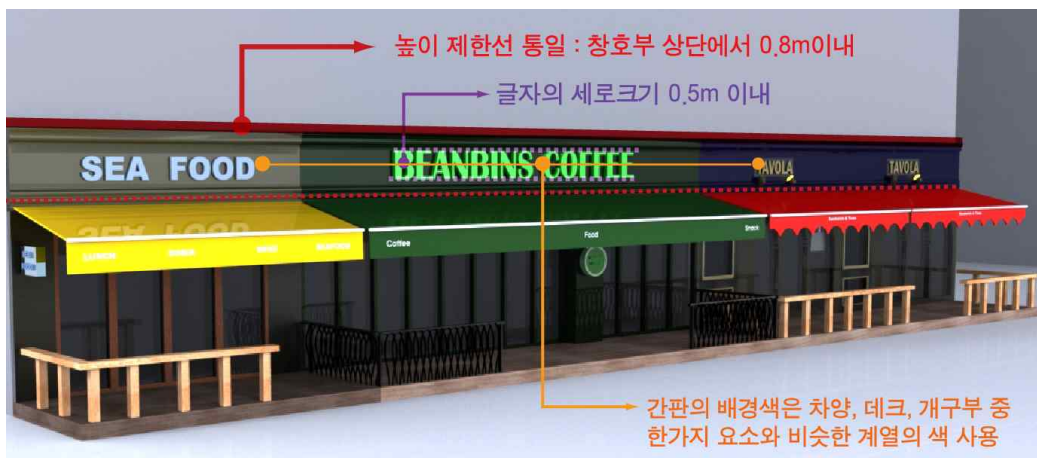 높이 제한선 통일 : 창호부 상단에서 0.8m이내
글자의 세로크기 0.5m 이내
SEA FOOD
BEANBINS COFFEE
TAVOLA
TAVOLA
SEA FOOD
Coffee
Food
Snack
간판의 배경색은 차양, 데크, 개구부 중
한가지 요소와 비슷한 계열의 색 사용